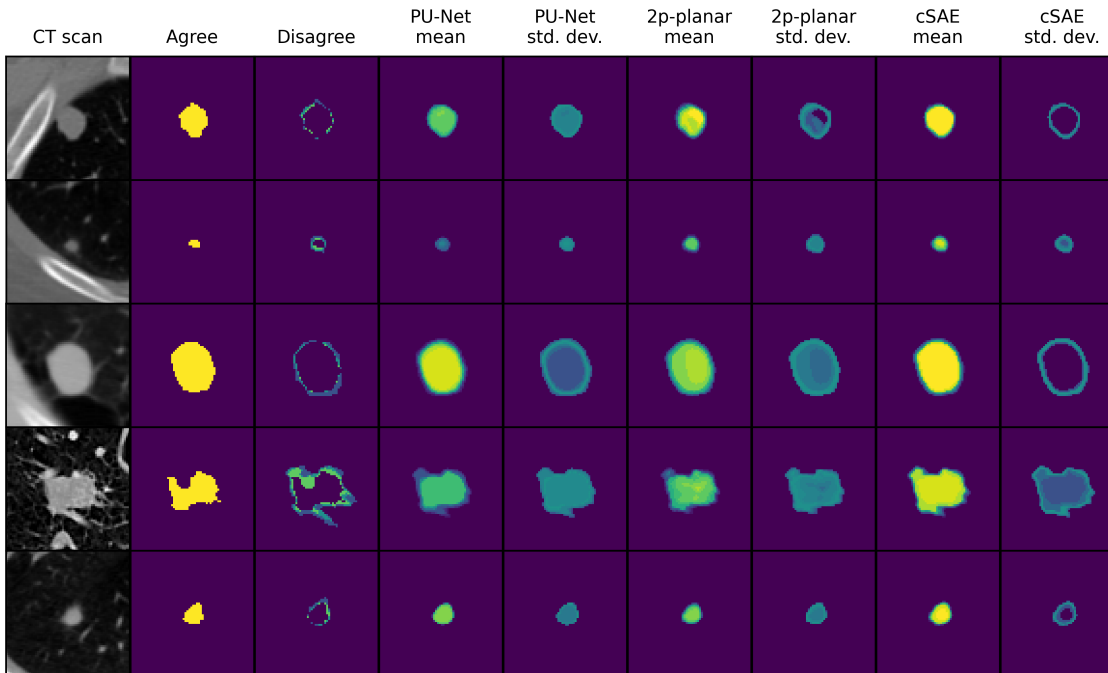 CT scan
Agree
Disagree
PU-Net
mean
PU-Net
std. dev.
2p-planar
mean
2p-planar
std. dev.
cSAE
mean
cSAE
std. dev.